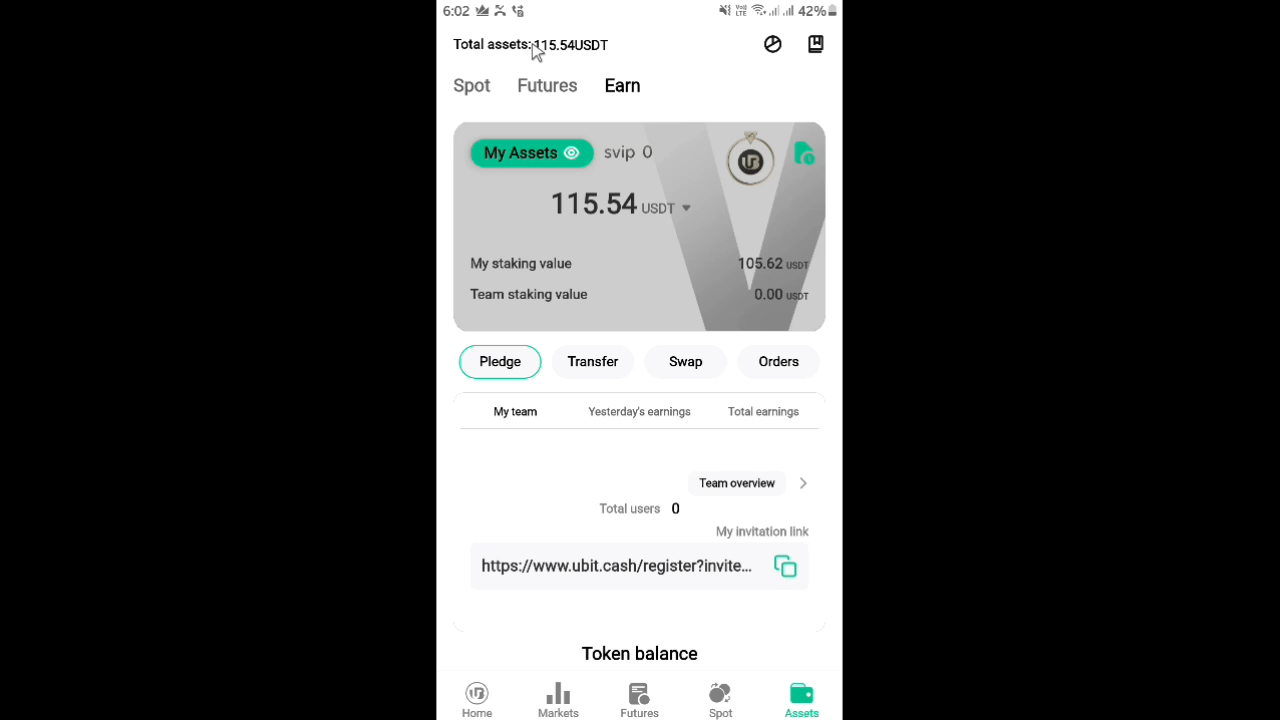 6:02 42%
Total assets:115.54USDT
Spot Futures Earn
My Assets svip 0
115.54 USDT
My staking value 105.62 USDT
Team staking value 0.00 USDT
Pledge Transfer Swap Orders
My team Yesterday's earnings Total earnings
Team overview
Total users 0
My invitation link
https://www.ubit.cash/register?invite...
Token balance
Home Markets Futures Spot Assets